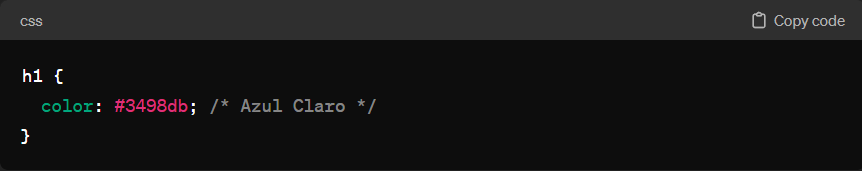 css
Copy code
h1 {
  color: #3498db; /* Azul Claro */
}